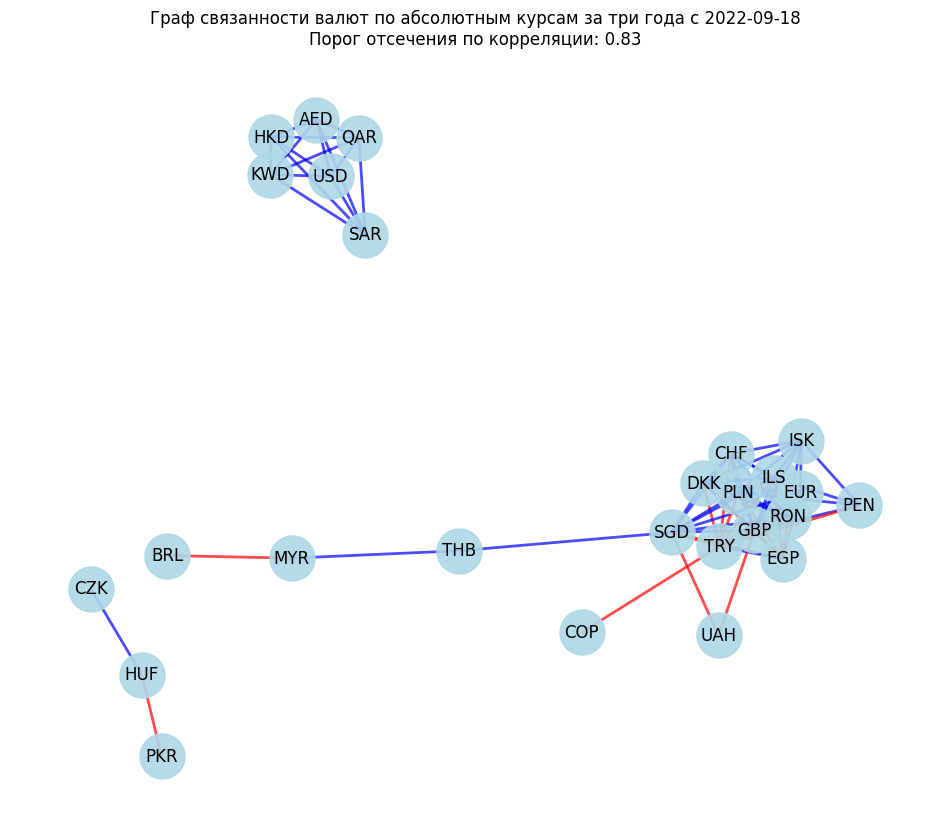 Граф связанности валют по абсолютным курсам за три года с 2022-09-18
Порог отсечения по корреляции: 0.83
AED
HKD
QAR
KWD
USD
SAR
ISK
CHF
ILS
DKK
PLN
EUR
PEN
RON
GBP
SGD
TRY
THB
BRL
MYR
EGP
CZK
COP
UAH
HUF
PKR